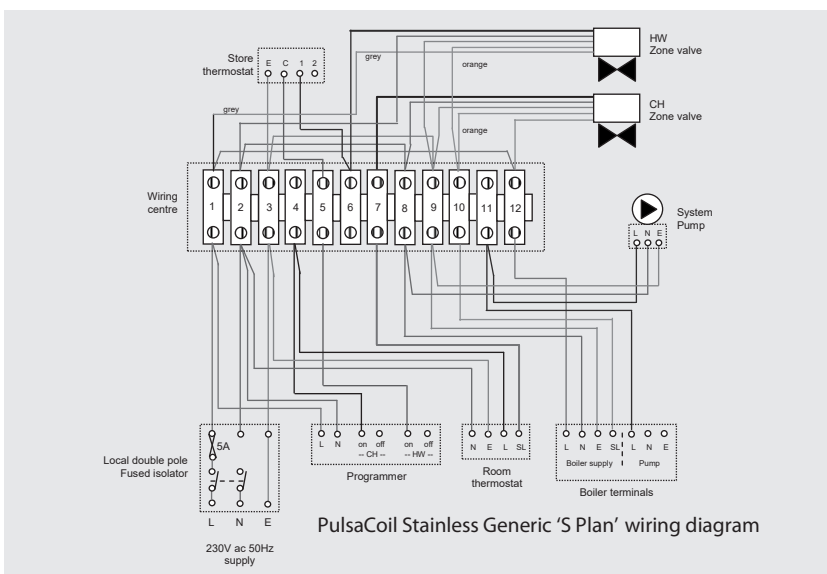 HW
Zone valve
grey
orange
Store
thermostat
E C 1 2
CH
Zone valve
grey
orange
Wiring
centre
1 2 3 4 5 6 7 8 9 10 11 12
System
Pump
L N E
5A
Local double pole
Fused isolator
L N E
230V ac 50Hz
supply
L N on off on off
-- CH -- -- HW --
Programmer
N E L SL
Room
thermostat
L N E SL L N E
Boiler supply Pump
Boiler terminals
PulsaCoil Stainless Generic ‘S Plan’ wiring diagram